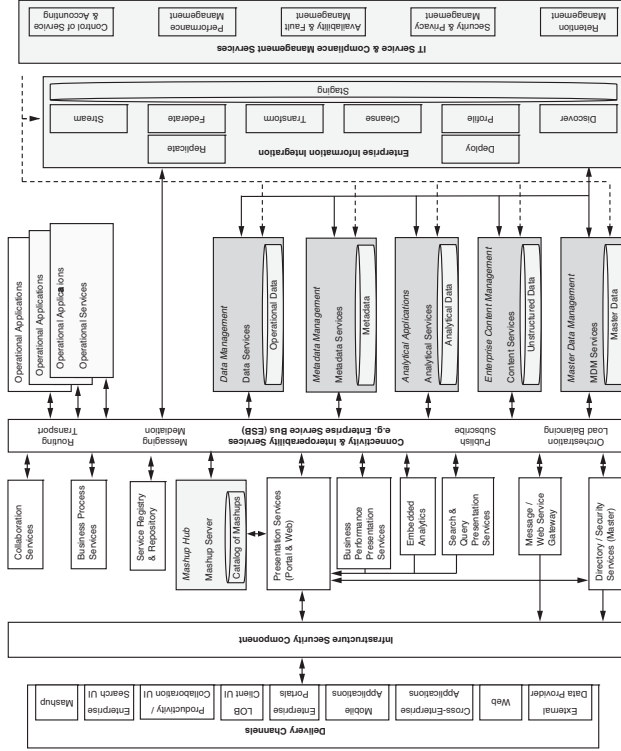 IT Service & Compliance Management Services
Retention
Management
Security & Privacy
Management
Availability & Fault
Management
Performance
Management
Control of Service
& Accounting
Enterprise Information Integration
Deploy
Replicate
Discover
Profile
Cleanse
Transform
Federate
Stream
Staging
Operational Applications
Operational Applications
Operational Applications
Operational Services
Data Management
Data Services
Operational Data
Metadata Management
Metadata Services
Metadata
Analytical Applications
Analytical Services
Analytical Data
Enterprise Content Management
Content Services
Unstructured Data
Master Data Management
MDM Services
Master Data
Connectivity & Interoperability Services
e.g. Enterprise Service Bus (ESB)
Routing
Transport
Messaging
Mediation
Publish
Subscribe
Orchestration
Load Balancing
Collaboration
Services
Business Process
Services
Service Registry
& Repository
Mashup Hub
Mashup Server
Catalog of Mashups
Presentation Services
(Portal & Web)
Business
Performance
Presentation
Services
Embedded
Analytics
Search &
Query
Presentation
Services
Message /
Web Service
Gateway
Directory / Security
Services (Master)
Infrastructure Security Component
Delivery Channels
External
Data Provider
Web
Cross-Enterprise
Applications
Mobile
Applications
Enterprise
Portals
LOB
Client UI
Productivity /
Collaboration UI
Enterprise
Search UI
Mashup